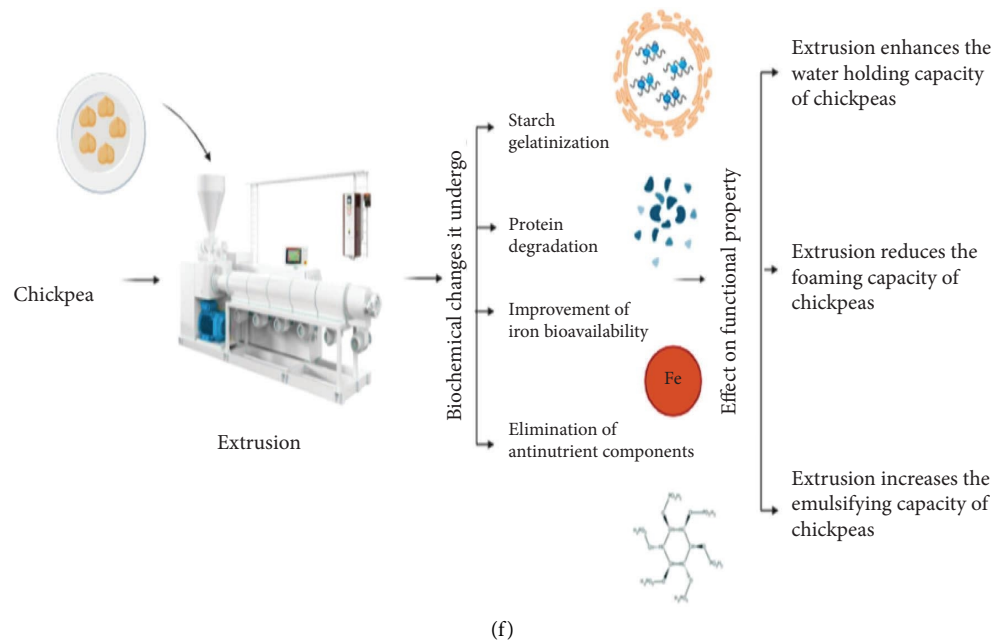 Chickpea
Extrusion
Biochemical changes it undergo
Starch
gelatinization
Protein
degradation
Improvement of
iron bioavailability
Elimination of
antinutrient components
Fe
Effect on functional property
Extrusion enhances the
water holding capacity
of chickpeas
Extrusion reduces the
foaming capacity of
chickpeas
Extrusion increases the
emulsifying capacity of
chickpeas
(f)